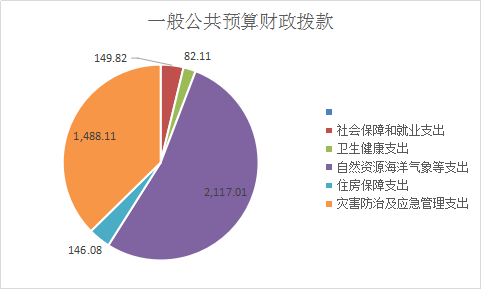 一般公共预算财政拨款
149.82
82.11
1,488.11
2,117.01
146.08
社会保障和就业支出
卫生健康支出
自然资源海洋气象等支出
住房保障支出
灾害防治及应急管理支出